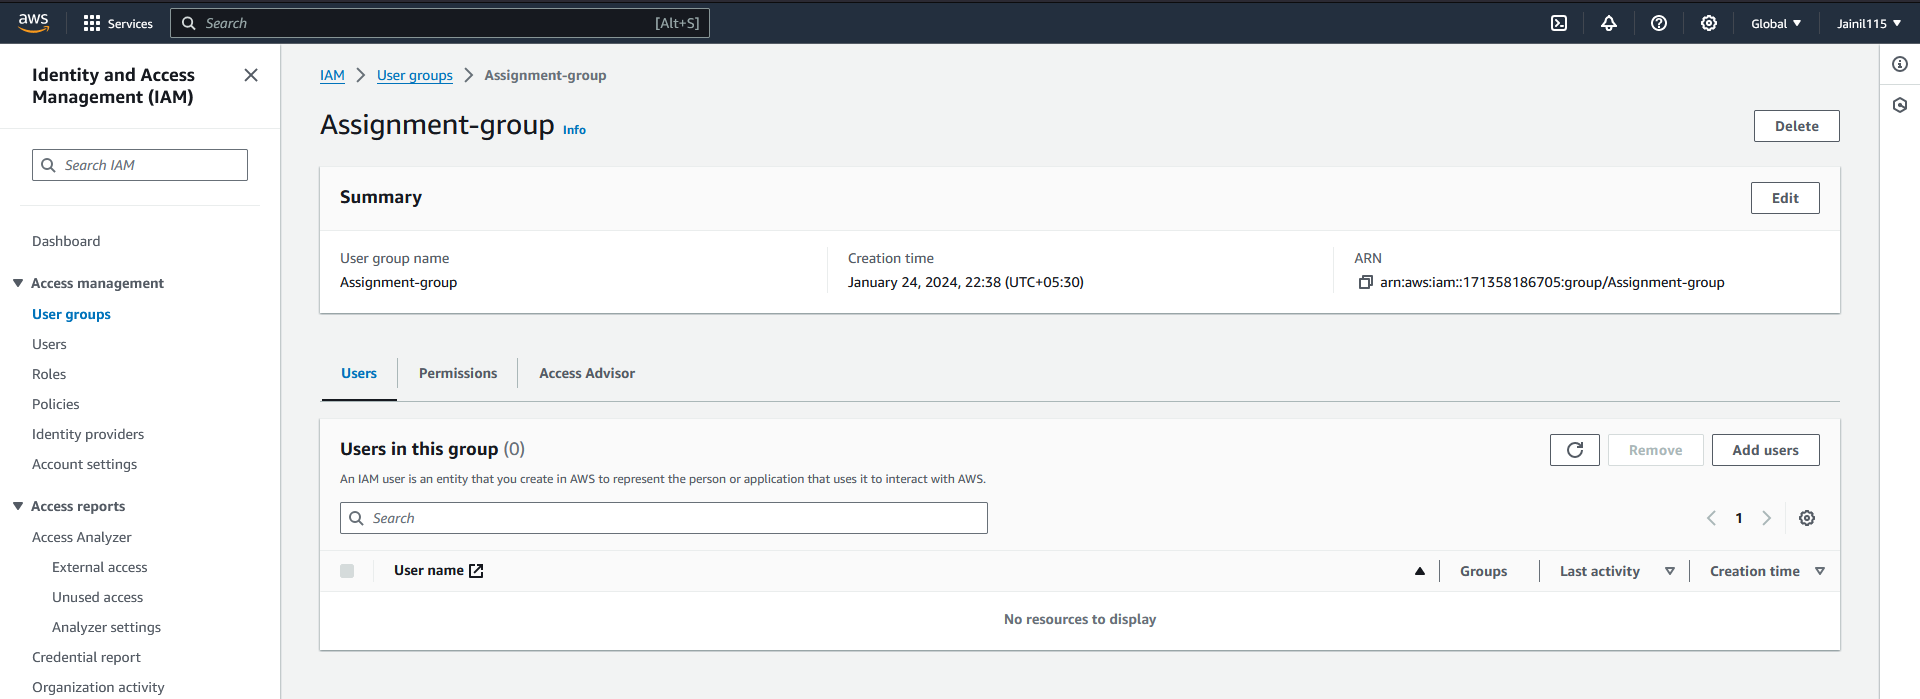 aws Services Search [Alt+S] Global Jainil115
Identity and Access
Management (IAM)
Search IAM
Dashboard
Access management
User groups
Users
Roles
Policies
Identity providers
Account settings
Access reports
Access Analyzer
External access
Unused access
Analyzer settings
Credential report
Organization activity
IAM User groups Assignment-group
Assignment-group Info
Delete
Summary
Edit
User group name
Assignment-group
Creation time
January 24, 2024, 22:38 (UTC+05:30)
ARN
arn:aws:iam::171358186705:group/Assignment-group
Users Permissions Access Advisor
Users in this group (0)
Remove Add users
An IAM user is an entity that you create in AWS to represent the person or application that uses it to interact with AWS.
Search
1
User name Groups Last activity Creation time
No resources to display